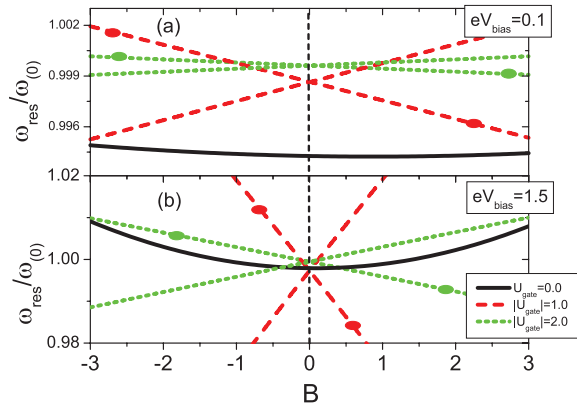 (a)
eV_bias=0.1
1.002
0.999
0.996
ω_res/ω_(0)
(b)
eV_bias=1.5
1.02
1.00
0.98
ω_res/ω_(0)
U_gate=0.0
|U_gate|=1.0
|U_gate|=2.0
-3 -2 -1 0 1 2 3
B